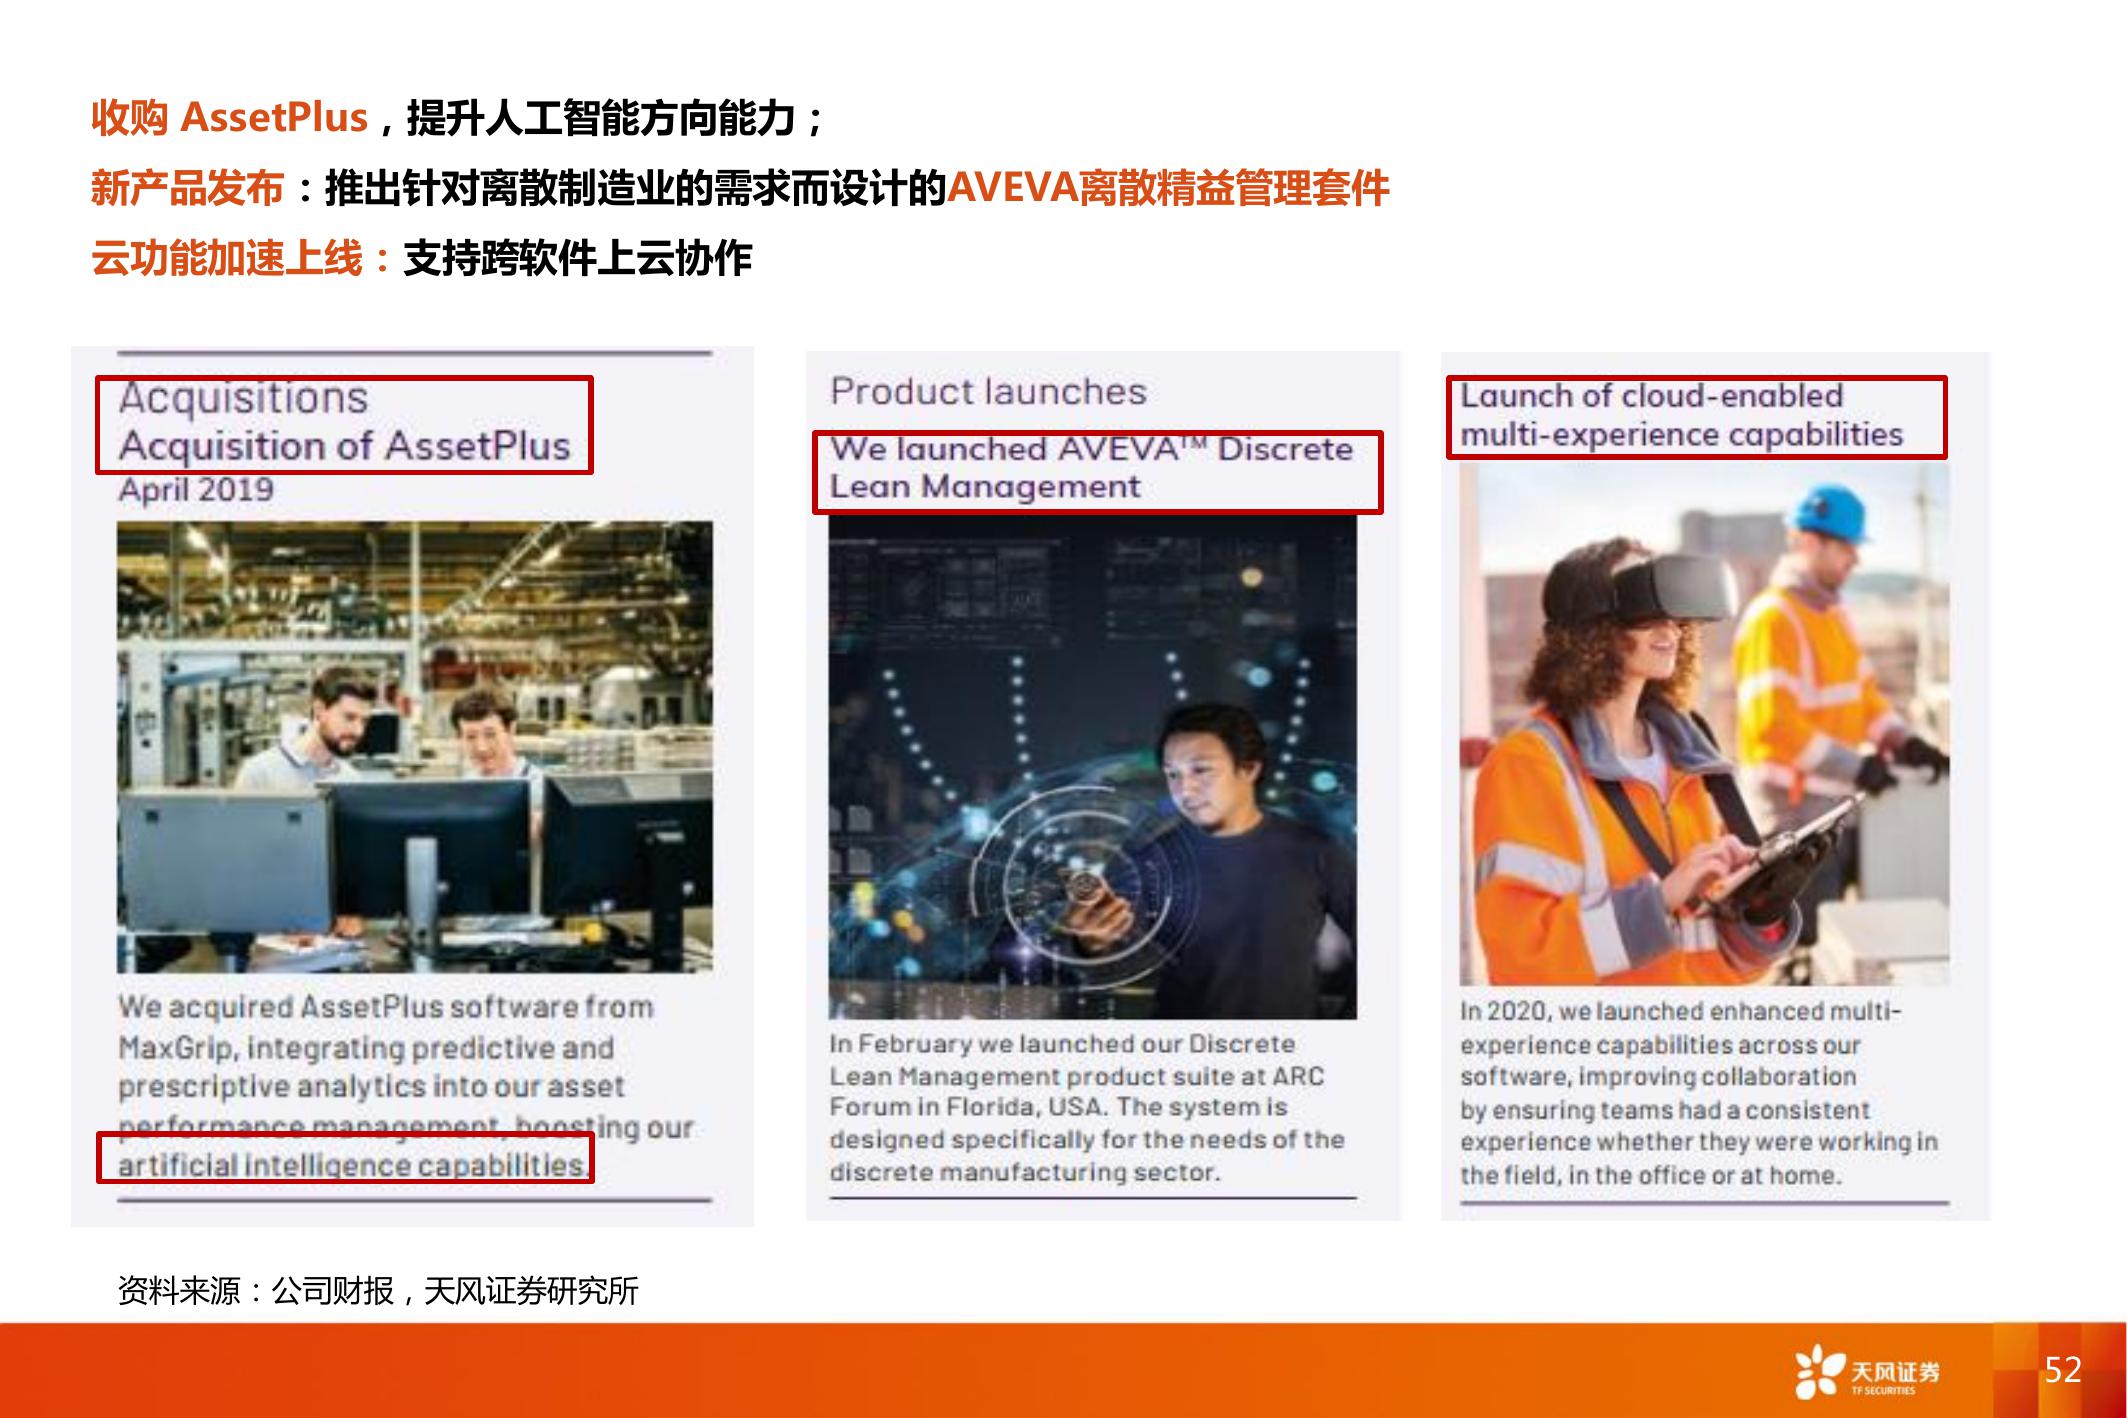 收购 AssetPlus，提升人工智能方向能力；
新产品发布：推出针对离散制造业的需求而设计的AVEVA离散精益管理套件
云功能加速上线：支持跨软件上云协作
Acquisitions
Acquisition of AssetPlus
April 2019
We acquired AssetPlus software from
MaxGrip, integrating predictive and
prescriptive analytics into our asset
performance management, boosting our
artificial intelligence capabilities.
Product launches
We launched AVEVA™ Discrete
Lean Management
In February we launched our Discrete
Lean Management product suite at ARC
Forum in Florida, USA. The system is
designed specifically for the needs of the
discrete manufacturing sector.
Launch of cloud-enabled
multi-experience capabilities
In 2020, we launched enhanced multi-
experience capabilities across our
software, improving collaboration
by ensuring teams had a consistent
experience whether they were working in
the field, in the office or at home.
资料来源：公司财报，天风证券研究所
天风证券
TF SECURITIES
52